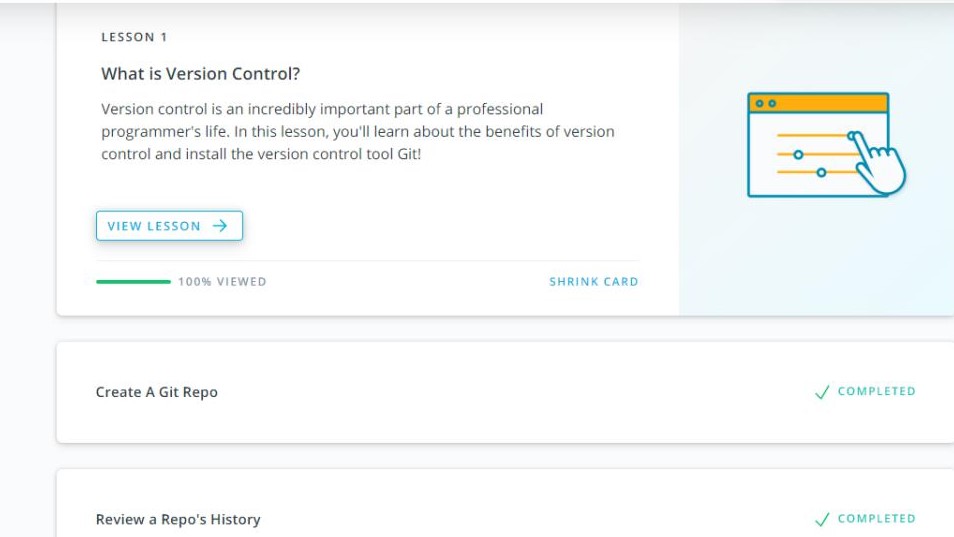 LESSON 1
What is Version Control?
Version control is an incredibly important part of a professional
programmer's life. In this lesson, you'll learn about the benefits of version
control and install the version control tool Git!
VIEW LESSON
100% VIEWED
SHRINK CARD
Create A Git Repo
COMPLETED
Review a Repo's History
COMPLETED